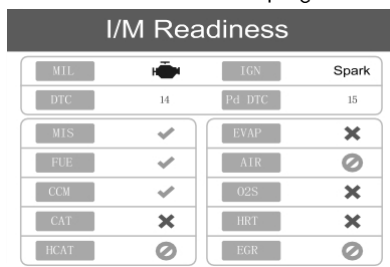 I/M Readiness
MIL IGN Spark
DTC 14 Pd DTC 15
MIS EVAP
FUE AIR
CCM O2S
CAT HRT
HCAT EGR